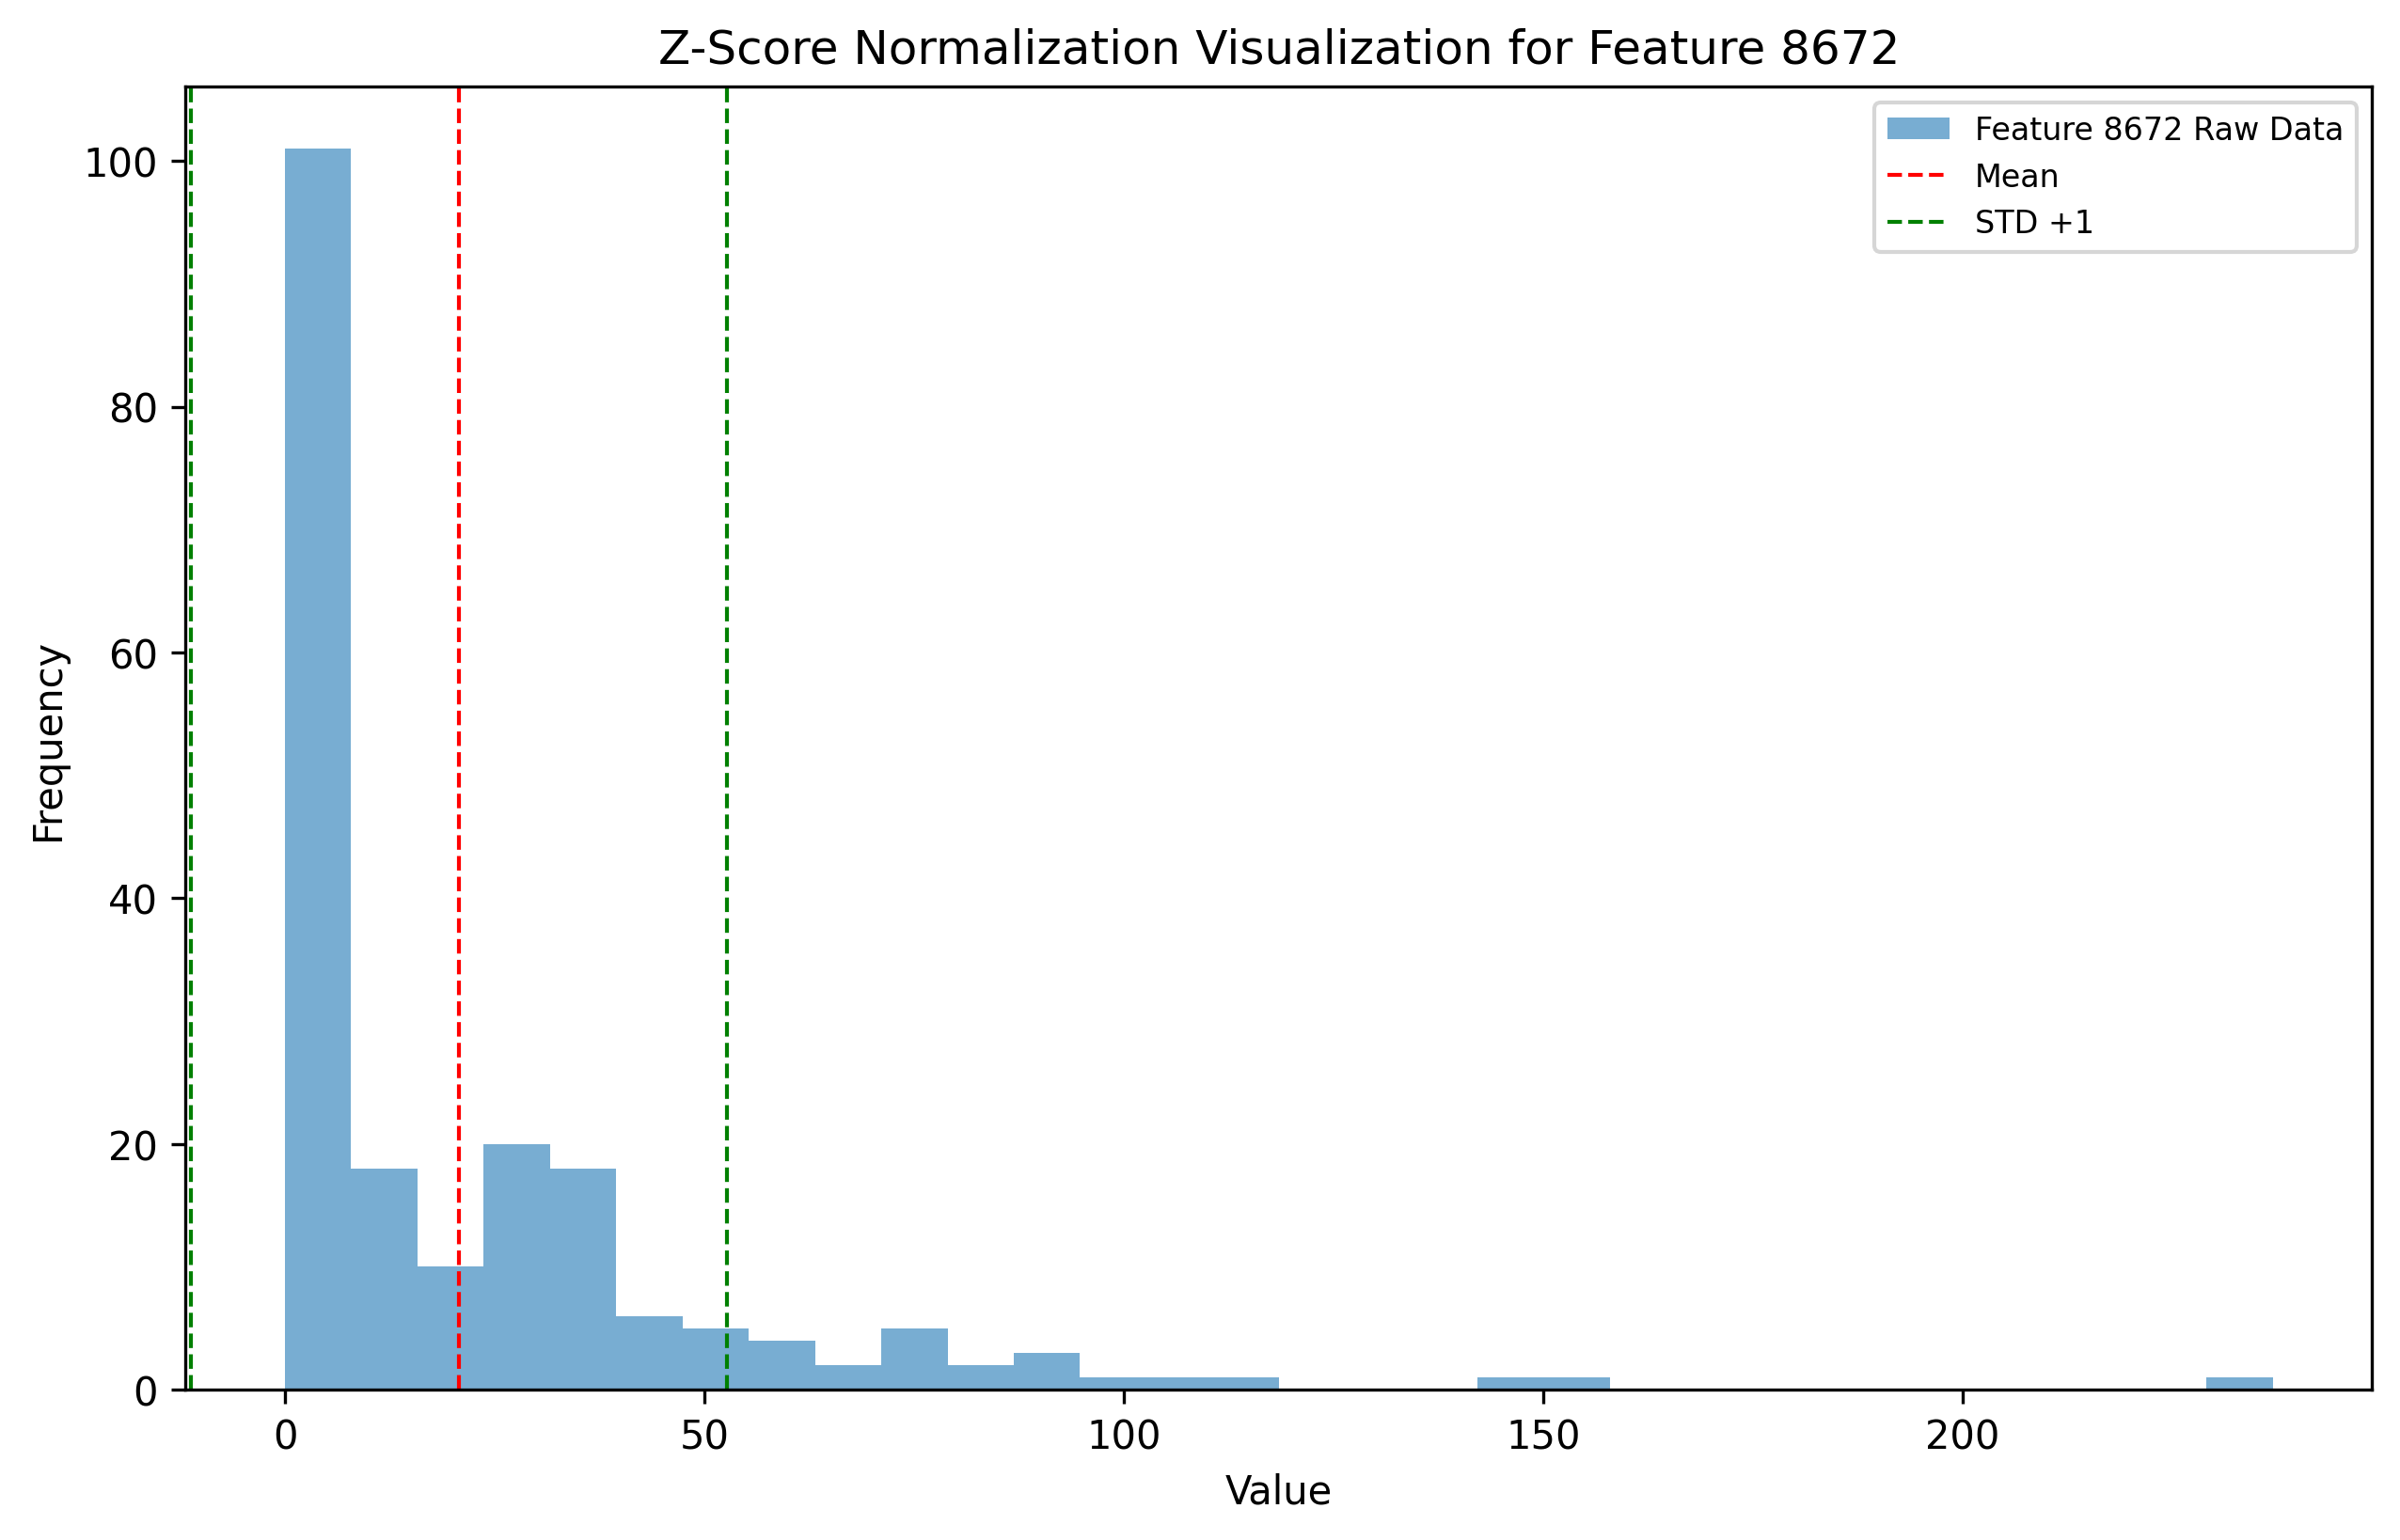 Z-Score Normalization Visualization for Feature 8672
Feature 8672 Raw Data
Mean
STD +1
100
80
60
40
20
0
Frequency
0 50 100 150 200
Value